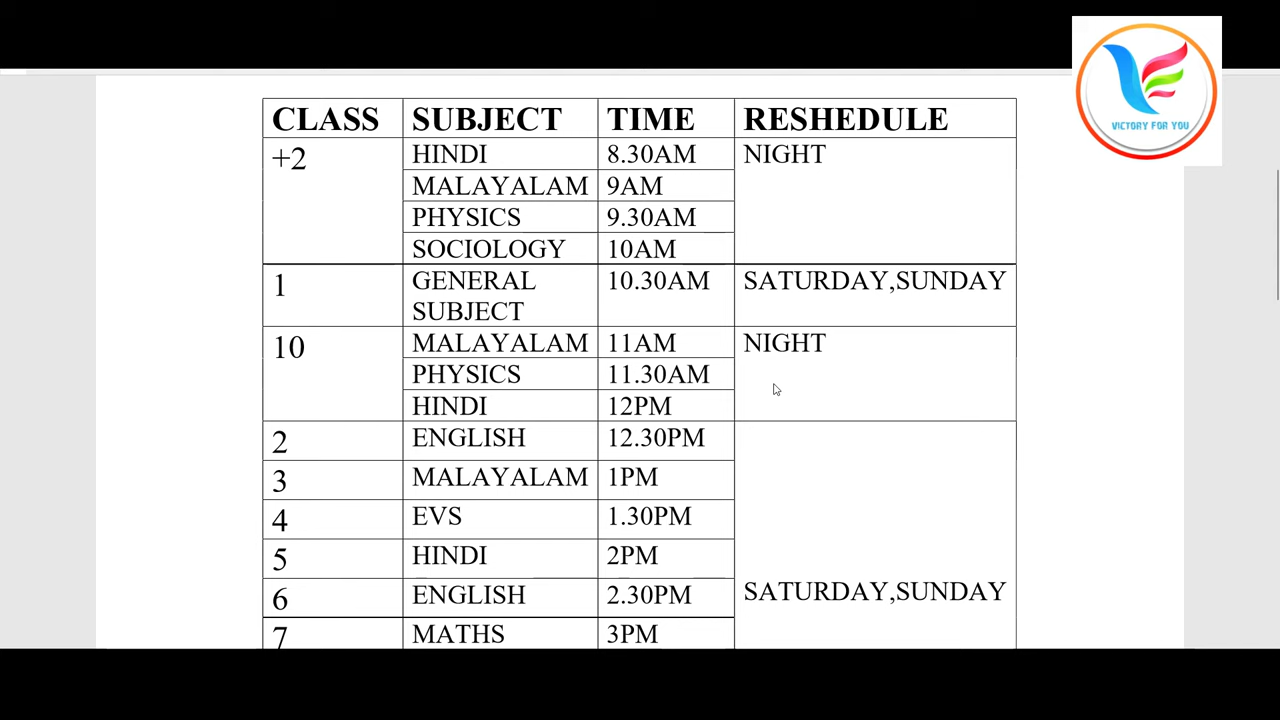 VICTORY FOR YOU
CLASS SUBJECT TIME RESHEDULE
+2 HINDI 8.30AM NIGHT
MALAYALAM 9AM
PHYSICS 9.30AM
SOCIOLOGY 10AM
1 GENERAL 10.30AM SATURDAY,SUNDAY
SUBJECT
10 MALAYALAM 11AM NIGHT
PHYSICS 11.30AM
HINDI 12PM
2 ENGLISH 12.30PM
3 MALAYALAM 1PM
4 EVS 1.30PM
5 HINDI 2PM
6 ENGLISH 2.30PM SATURDAY,SUNDAY
7 MATHS 3PM